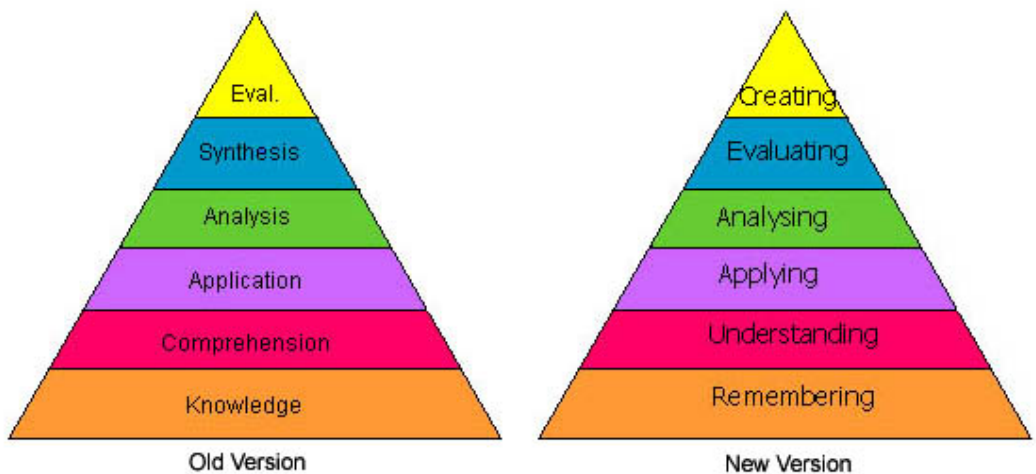 Eval.
Synthesis
Analysis
Application
Comprehension
Knowledge
Old Version
Creating
Evaluating
Analysing
Applying
Understanding
Remembering
New Version